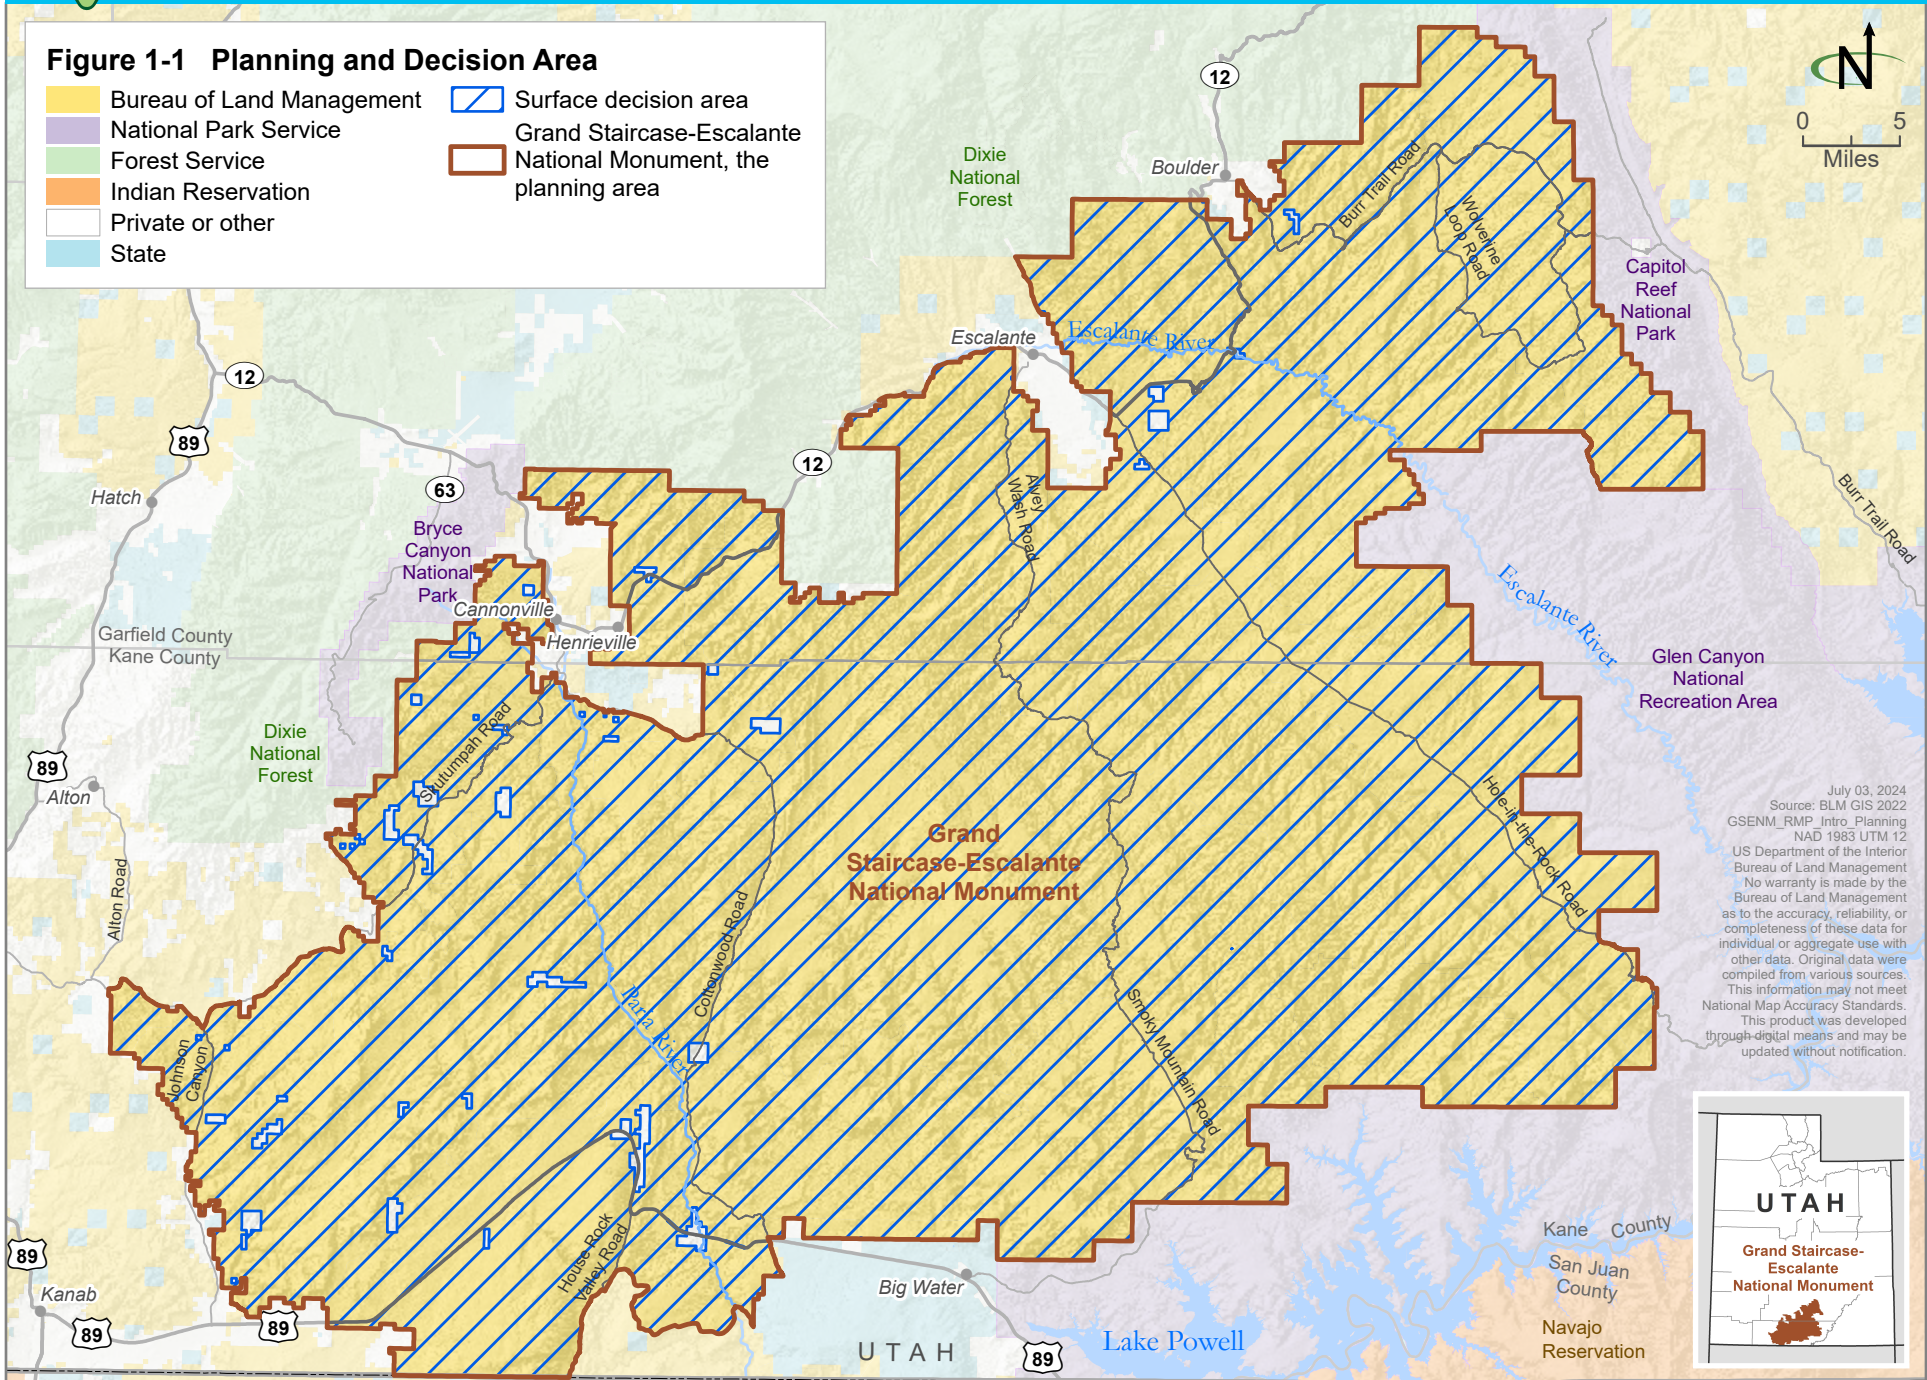 Figure 1-1 Planning and Decision Area
Bureau of Land Management
National Park Service
Forest Service
Indian Reservation
Private or other
State
Surface decision area
Grand Staircase-Escalante
National Monument, the
planning area
N
0 5
Miles
12
Boulder
Dixie
National
Forest
Burr Trail Road
Wolverine
Loop Road
Capitol
Reef
National
Park
Escalante
Escalante River
12
89
Hatch
63
12
Bryce
Canyon
National
Park
Alvey
Wash Road
Burr Trail Road
Cannonville
Henrieville
Garfield County
Kane County
Escalante River
Glen Canyon
National
Recreation Area
Dixie
National
Forest
Skutumpah Road
89
Alton
Alton Road
Grand
Staircase-Escalante
National Monument
Hole-in-the-Rock Road
Cottonwood Road
Paria River
Smoky Mountain Road
Johnson
Canyon
July 03, 2024
Source: BLM GIS 2022
GSENM_RMP_Intro_Planning
NAD 1983 UTM 12
US Department of the Interior
Bureau of Land Management
No warranty is made by the
Bureau of Land Management
as to the accuracy, reliability, or
completeness of these data for
individual or aggregate use with
other data. Original data were
compiled from various sources.
This information may not meet
National Map Accuracy Standards.
This product was developed
through digital means and may be
updated without notification.
House Rock
Valley Road
89
Kanab
89
89
Big Water
UTAH
89
Lake Powell
Kane County
San Juan
County
Navajo
Reservation
UTAH
Grand Staircase-
Escalante
National Monument